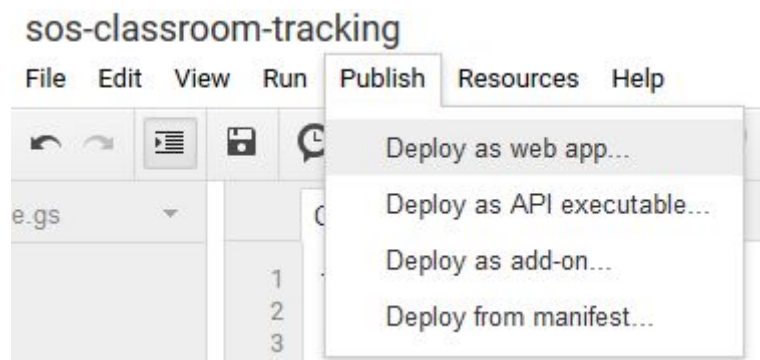 sos-classroom-tracking
File Edit View Run Publish Resources Help
Deploy as web app...
e.gs
Deploy as API executable...
Deploy as add-on...
Deploy from manifest...
1
2
3